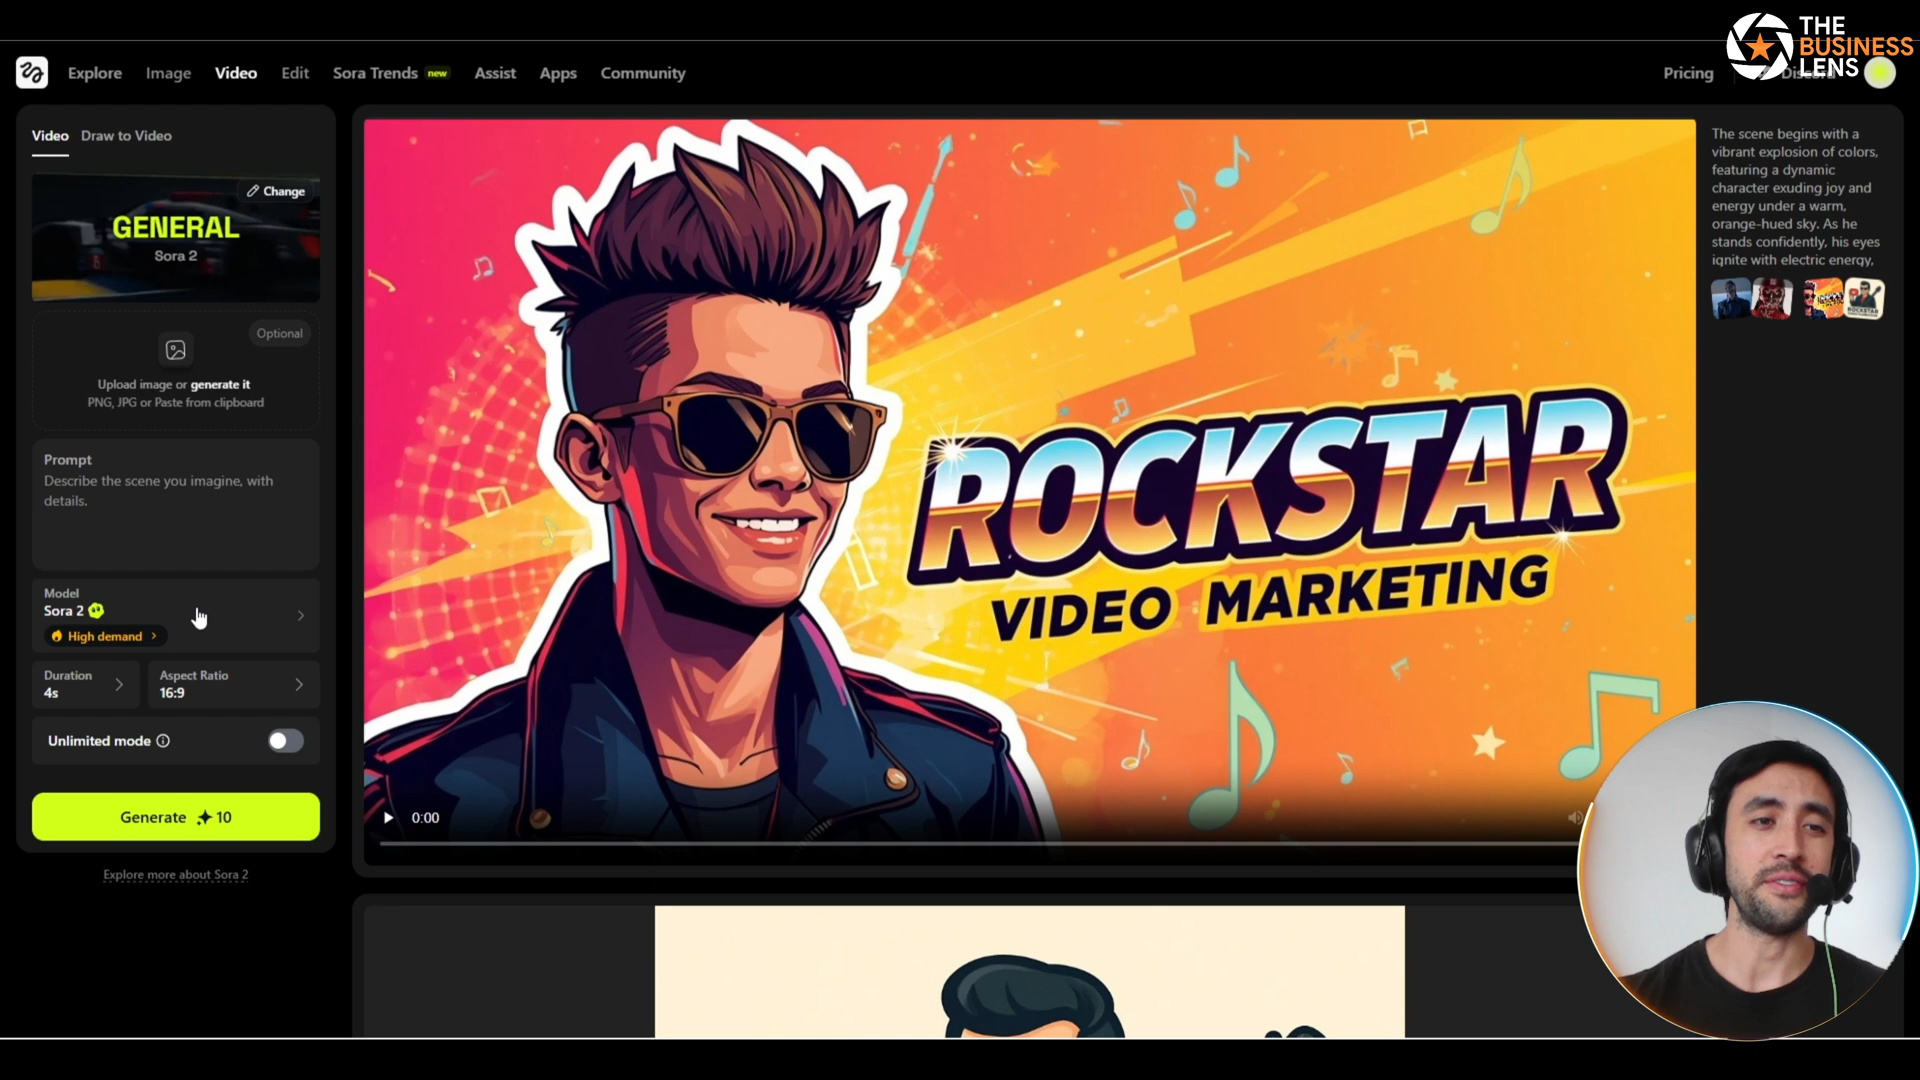 THE
BUSINESS
LENS
Explore Image Video Edit Sora Trends new Assist Apps Community
Pricing Discord
Video Draw to Video
Change
GENERAL
Sora 2
Optional
Upload image or generate it
PNG, JPG or Paste from clipboard
Prompt
Describe the scene you imagine, with
details.
Model
Sora 2
High demand
Duration
4s
Aspect Ratio
16:9
Unlimited mode
Generate 10
Explore more about Sora 2
ROCKSTAR
VIDEO MARKETING
0:00
The scene begins with a
vibrant explosion of colors,
featuring a dynamic
character exuding joy and
energy under a warm,
orange-hued sky. As he
stands confidently, his eyes
ignite with electric energy,
ROCKSTAR